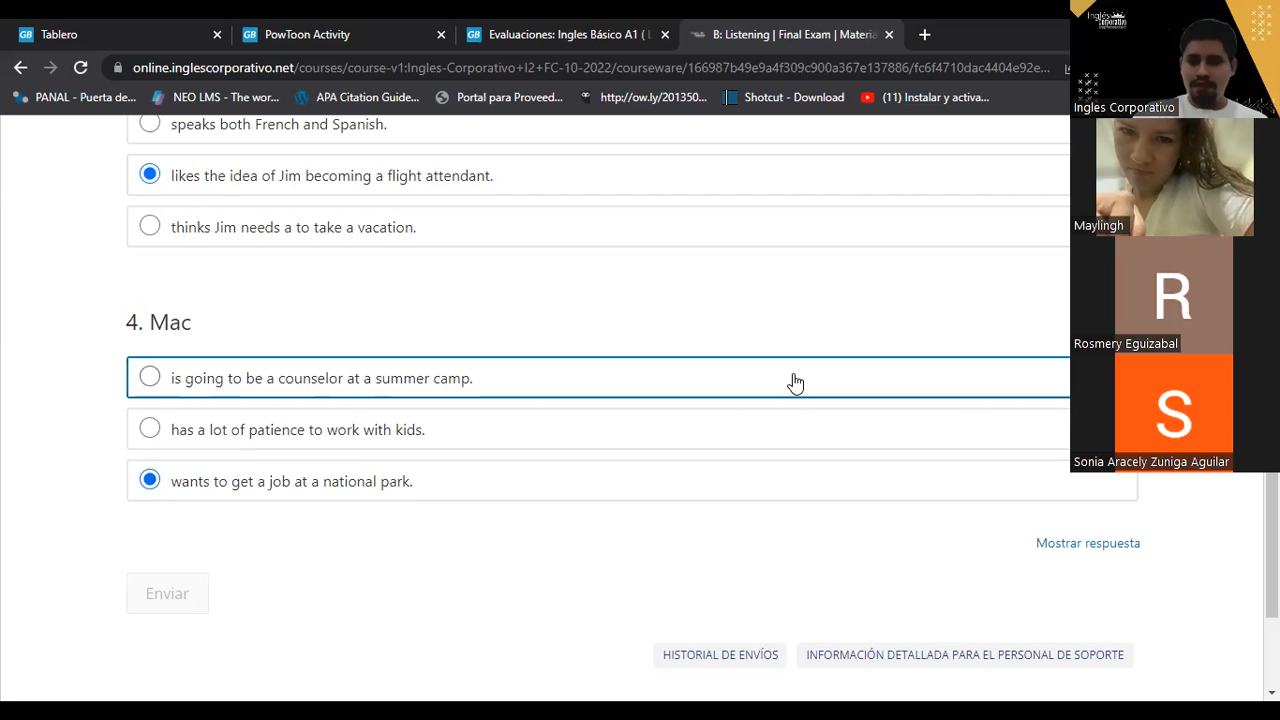 Tablero
PowToon Activity
Evaluaciones: Ingles Básico A1 ( L
B: Listening | Final Exam | Materia
online.inglescorporativo.net/courses/course-v1:Ingles-Corporativo+I2+FC-10-2022/courseware/166987b49e9a4f309c900a367e137886/fc6f4710dac4404e92e...
PANAL - Puerta de...
NEO LMS - The wor...
APA Citation Guide...
Portal para Proveed...
http://ow.ly/201350...
Shotcut - Download
(11) Instalar y activa...
speaks both French and Spanish.
likes the idea of Jim becoming a flight attendant.
thinks Jim needs a to take a vacation.
4. Mac
is going to be a counselor at a summer camp.
has a lot of patience to work with kids.
wants to get a job at a national park.
Mostrar respuesta
Enviar
HISTORIAL DE ENVÍOS
INFORMACIÓN DETALLADA PARA EL PERSONAL DE SOPORTE
Inglés
Corporativo
Ingles Corporativo
Maylingh
R
Rosmery Eguizabal
S
Sonia Aracely Zuniga Aguilar